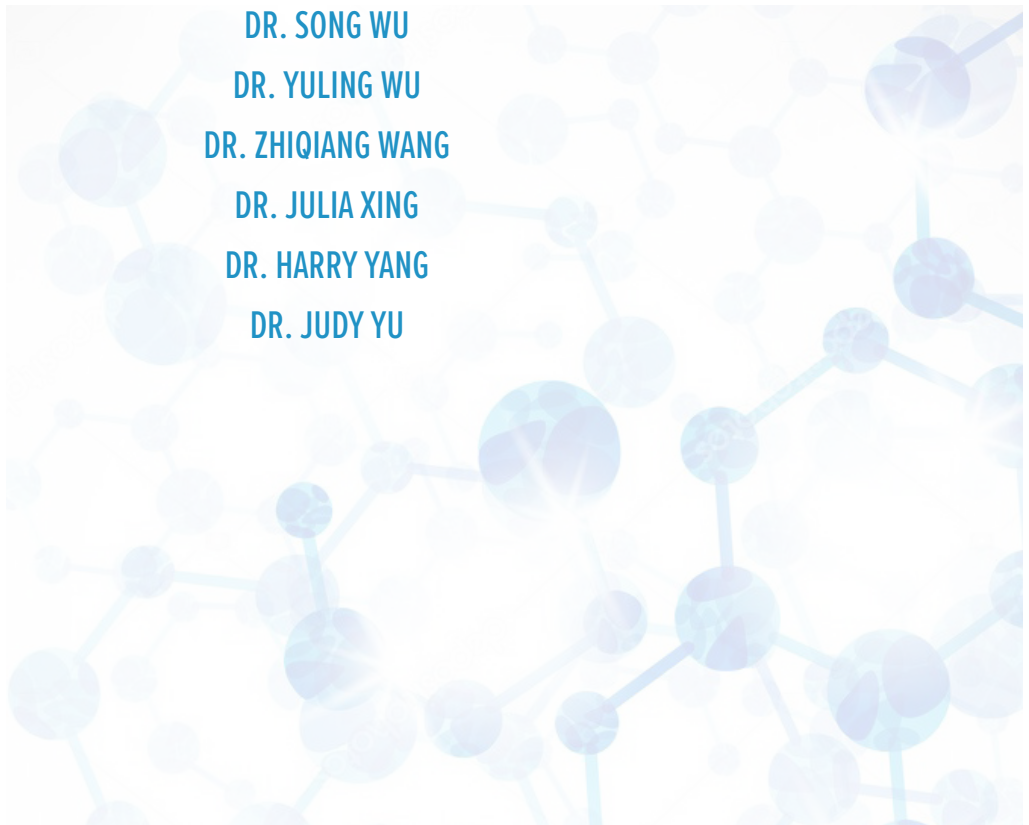 DR. SONG WU
DR. YULING WU
DR. ZHIQIANG WANG
DR. JULIA XING
DR. HARRY YANG
DR. JUDY YU